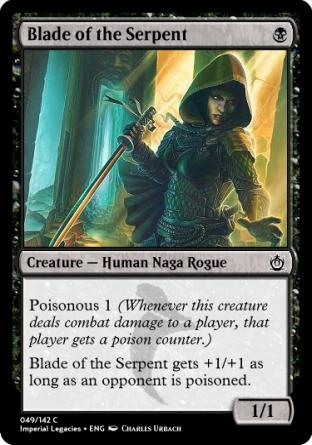 Blade of the Serpent
Creature — Human Naga Rogue
Poisonous 1 (Whenever this creature
deals combat damage to a player, that
player gets a poison counter.)
Blade of the Serpent gets +1/+1 as
long as an opponent is poisoned.
049/142 C
Imperial Legacies • ENG Charles Urbach
1/1